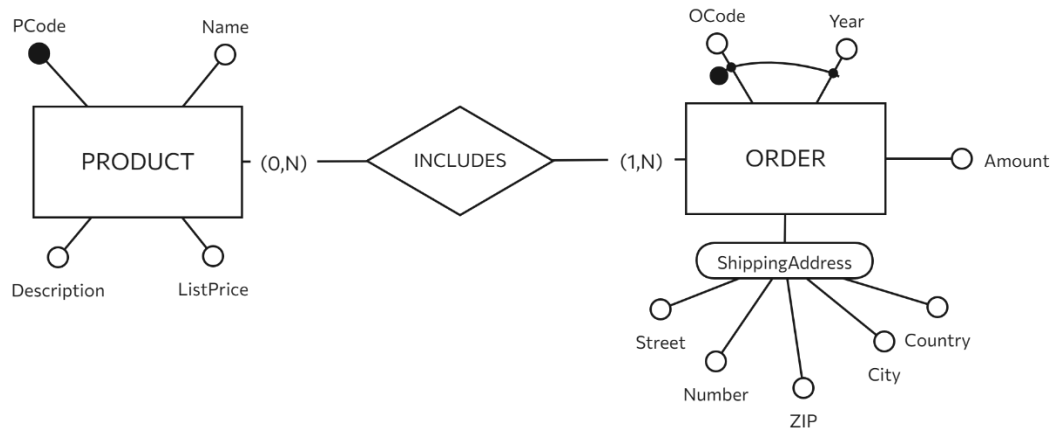 OCode
Year
PCode
Name
PRODUCT
(0,N)
INCLUDES
(1,N)
ORDER
Amount
ShippingAddress
Description
ListPrice
Street
Country
Number
City
ZIP